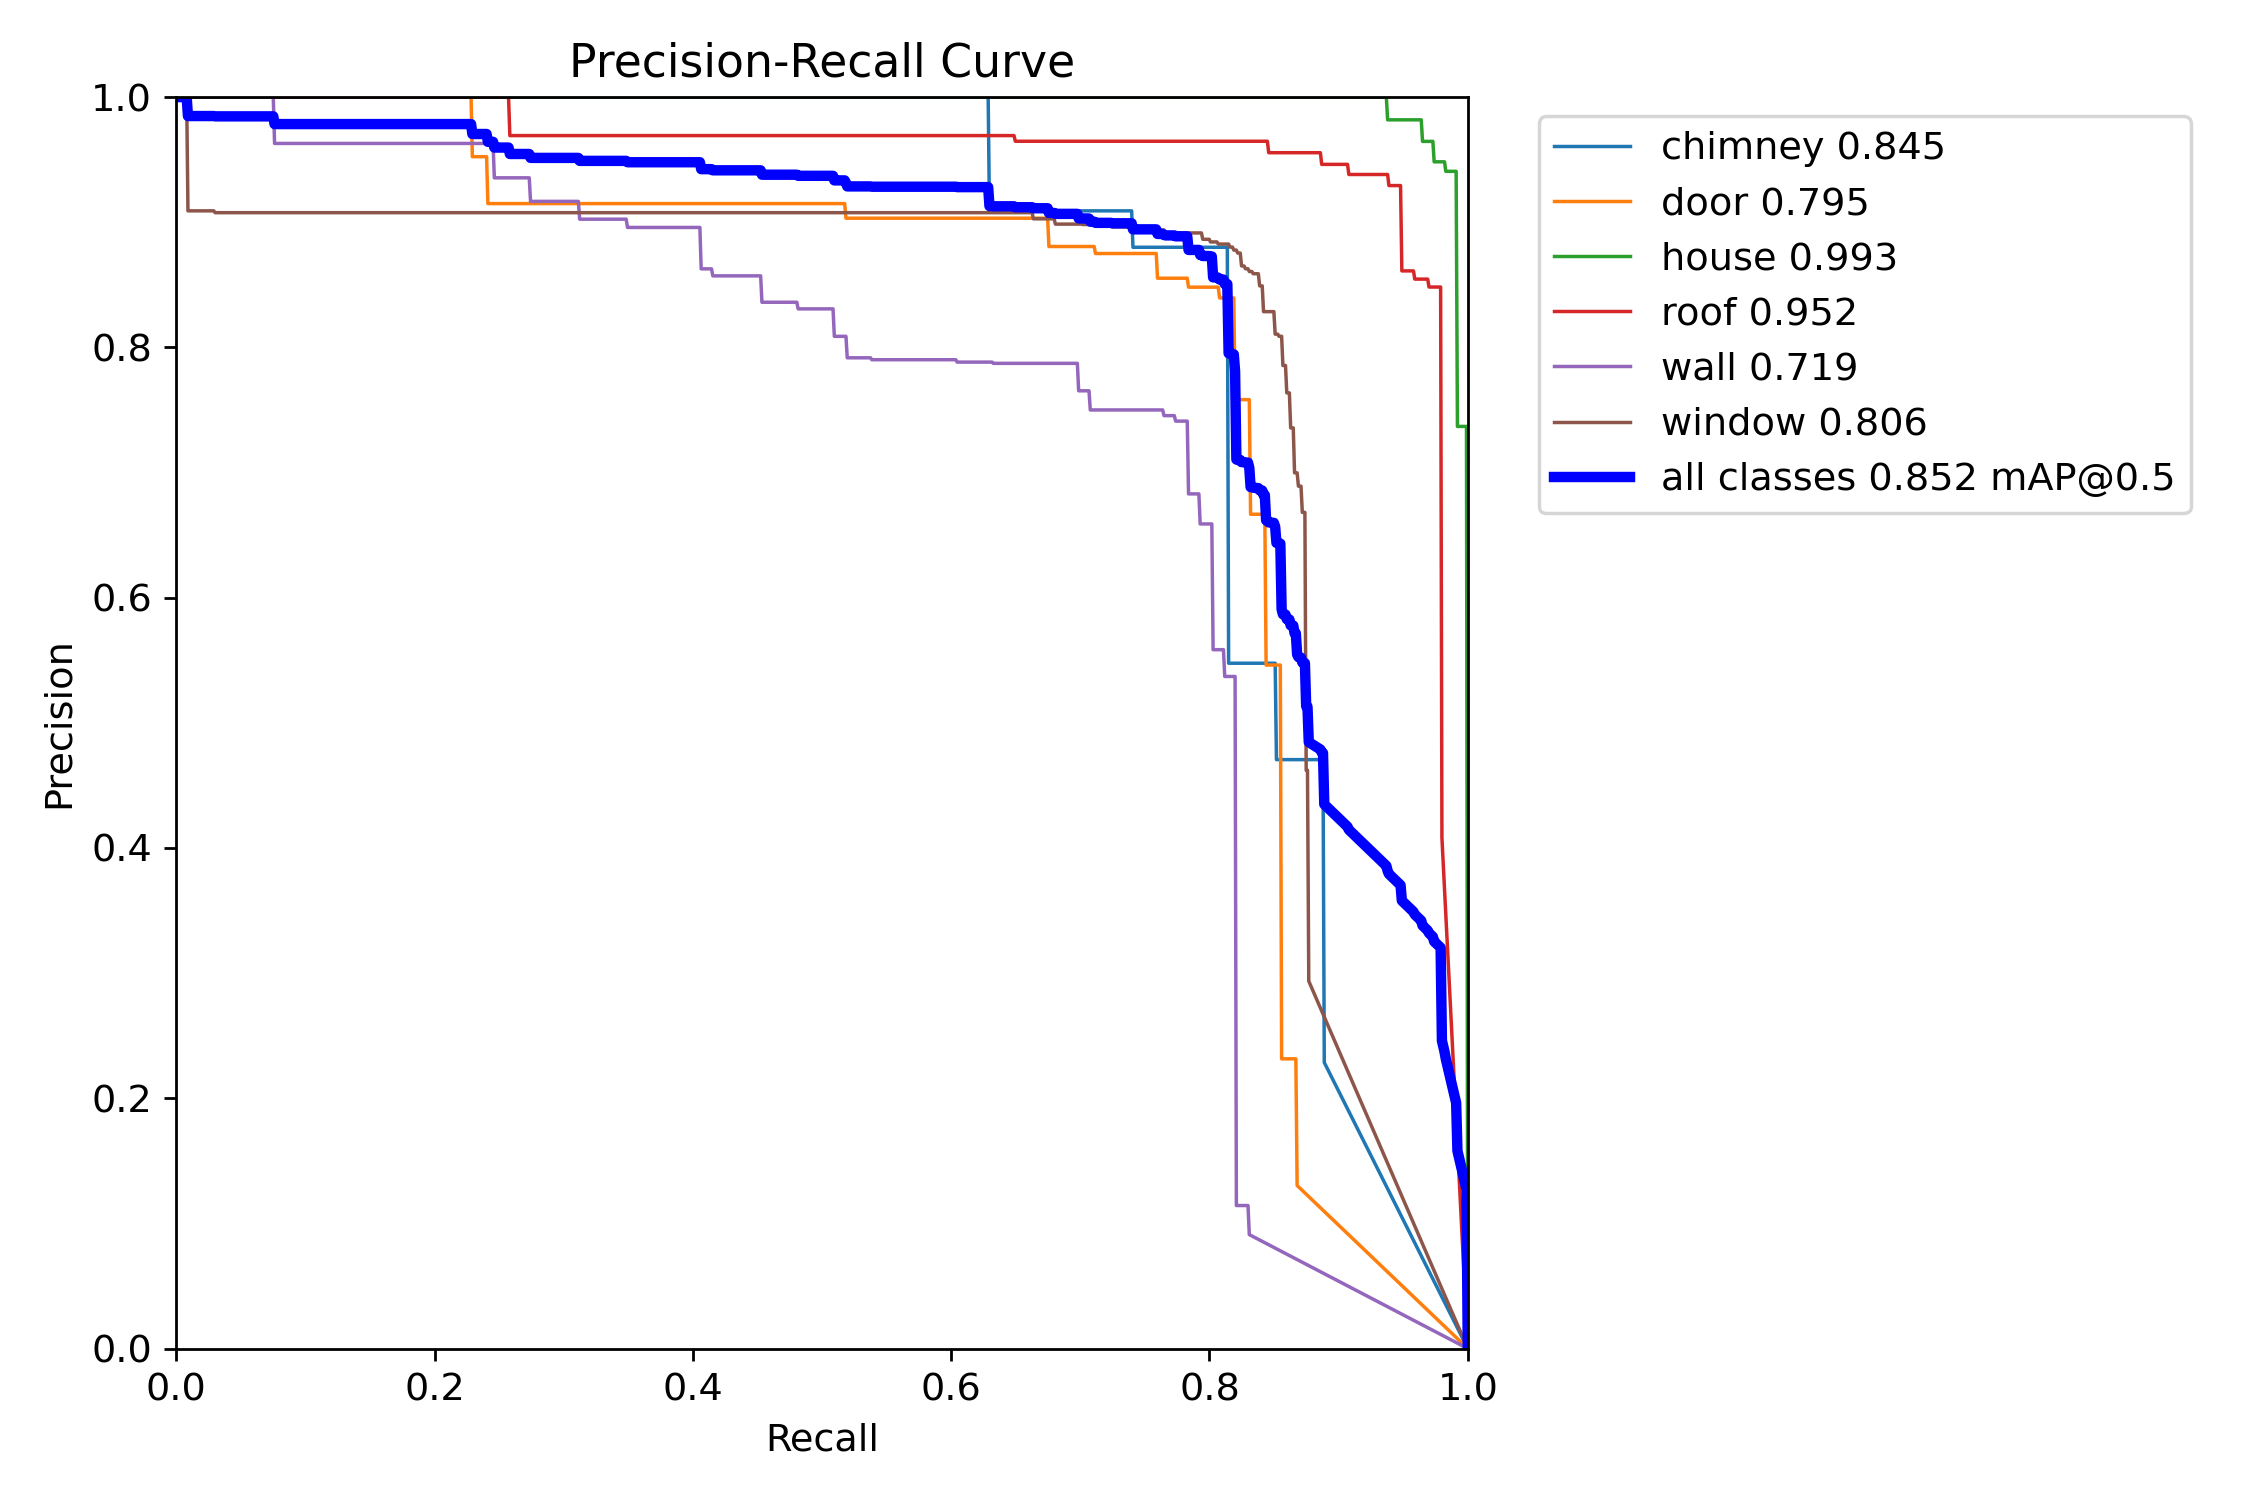 Precision-Recall Curve
1.0
0.8
0.6
0.4
0.2
0.0
Precision
0.0 0.2 0.4 0.6 0.8 1.0
Recall
chimney 0.845
door 0.795
house 0.993
roof 0.952
wall 0.719
window 0.806
all classes 0.852 mAP@0.5